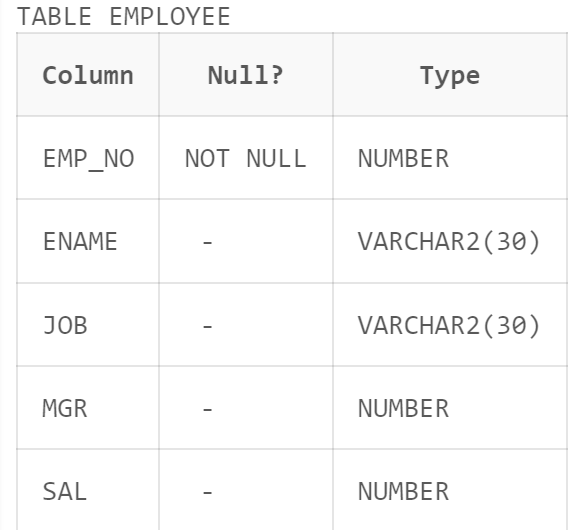 TABLE EMPLOYEE
Column Null? Type
EMP_NO NOT NULL NUMBER
ENAME - VARCHAR2(30)
JOB - VARCHAR2(30)
MGR - NUMBER
SAL - NUMBER